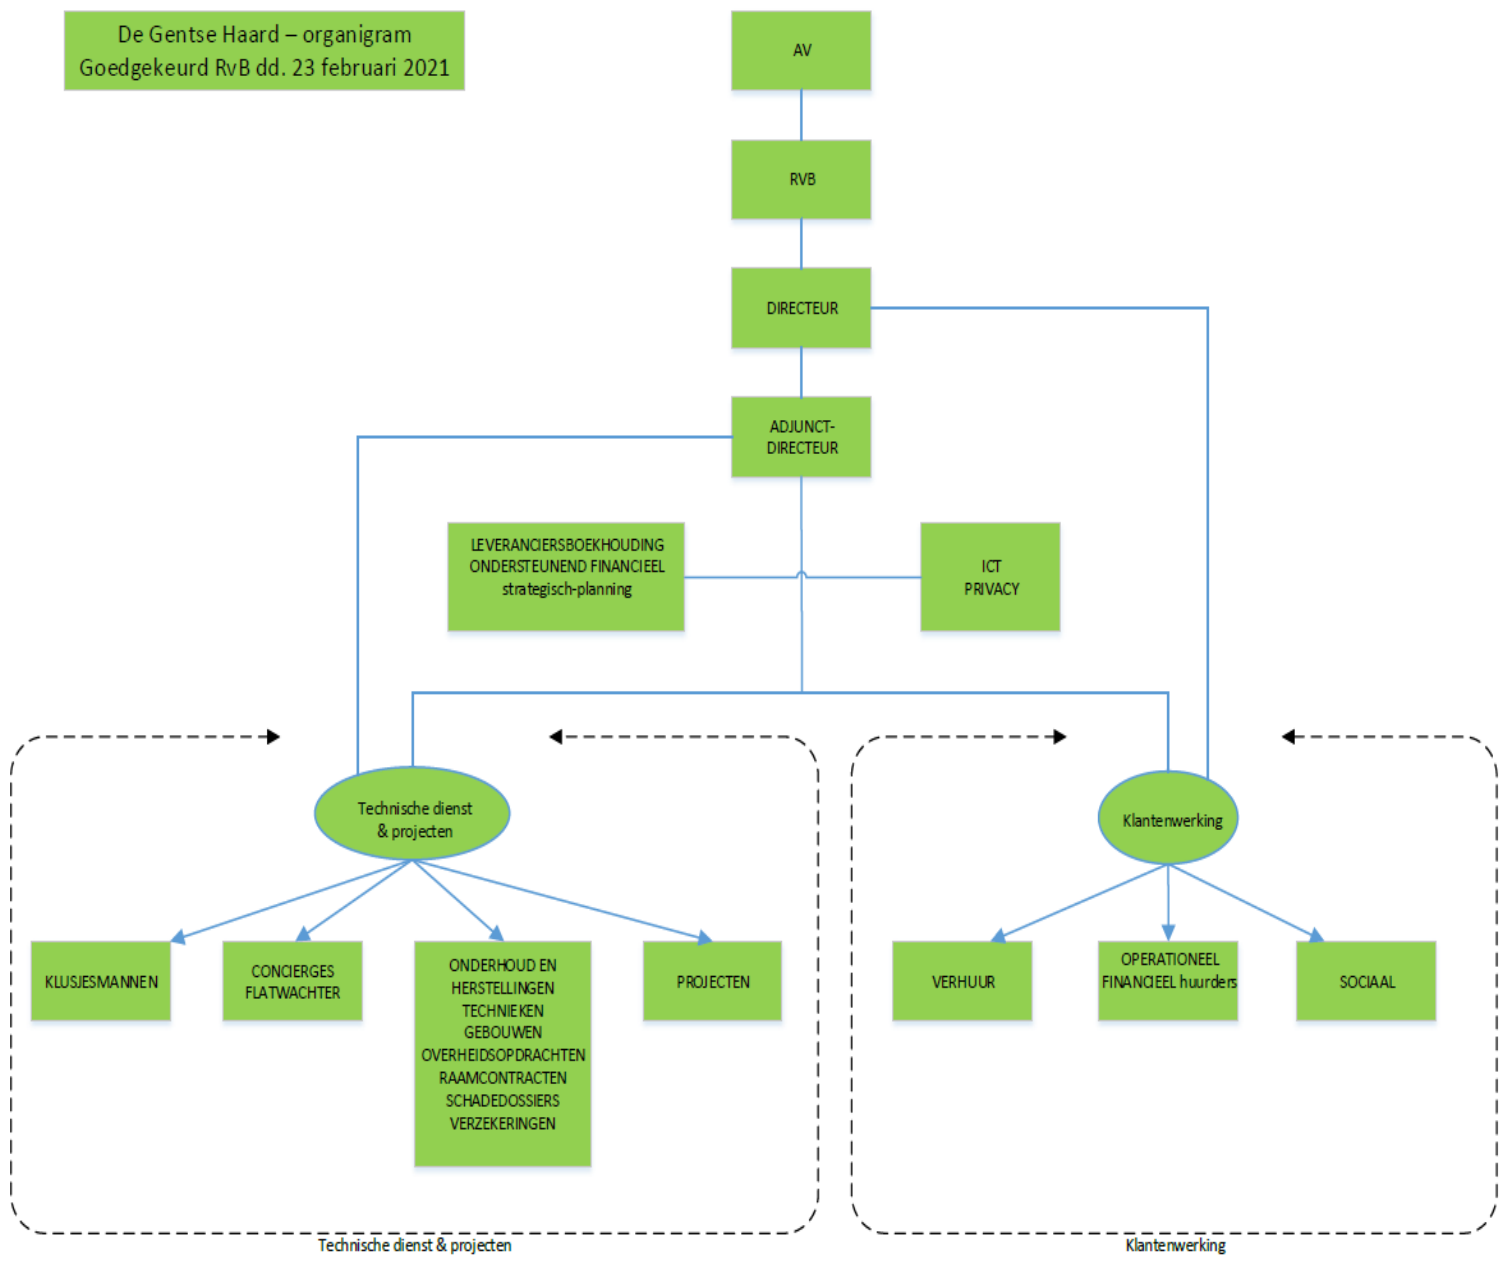 De Gentse Haard – organigram
Goedgekeurd RvB dd. 23 februari 2021
AV
RVB
DIRECTEUR
ADJUNCT-
DIRECTEUR
LEVERANCIERSBOEKHOUDING
ONDERSTEUNEND FINANCIEEL
strategisch-planning
ICT
PRIVACY
Technische dienst
& projecten
Klantenwerking
KLUSJESMANNEN
CONCIERGES
FLATWACHTER
ONDERHOUD EN
HERSTELLINGEN
TECHNIEKEN
GEBOUWEN
OVERHEIDSOPDRACHTEN
RAAMCONTRACTEN
SCHADEDOSSIERS
VERZEKERINGEN
PROJECTEN
VERHUUR
OPERATIONEEL
FINANCIEEL huurders
SOCIAAL
Technische dienst & projecten
Klantenwerking